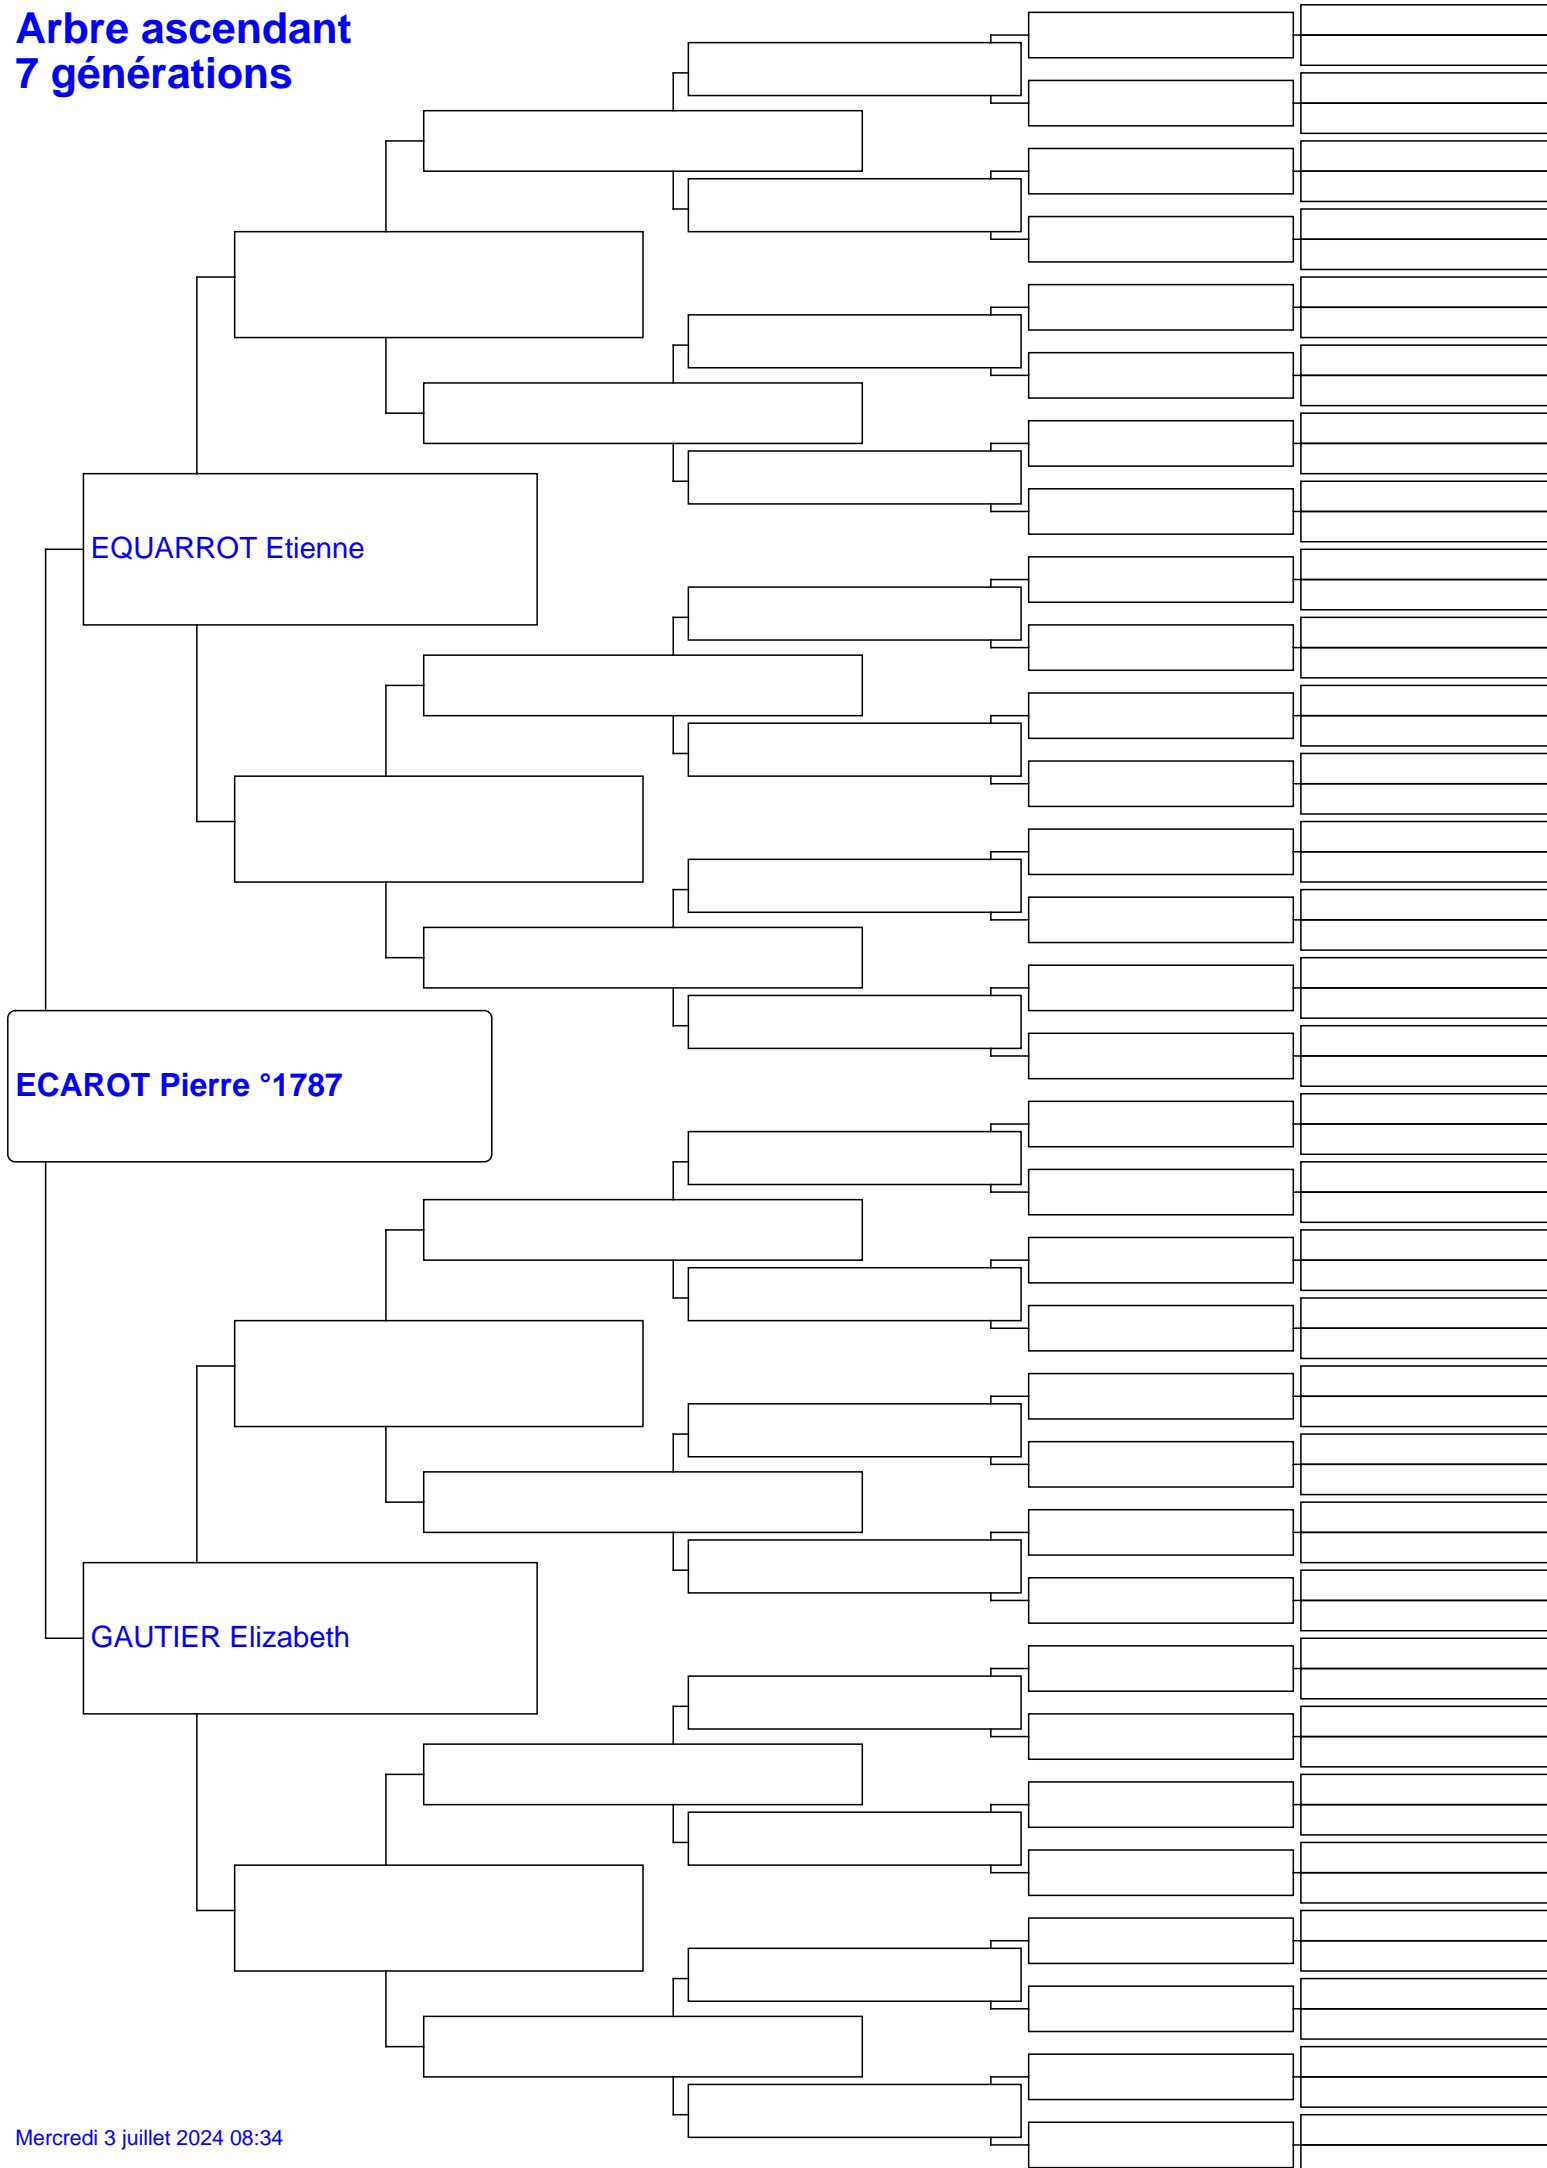 Arbre ascendant
7 générations
EQUARROT Etienne
ECAROT Pierre °1787
GAUTIER Elizabeth
Mercredi 3 juillet 2024 08:34